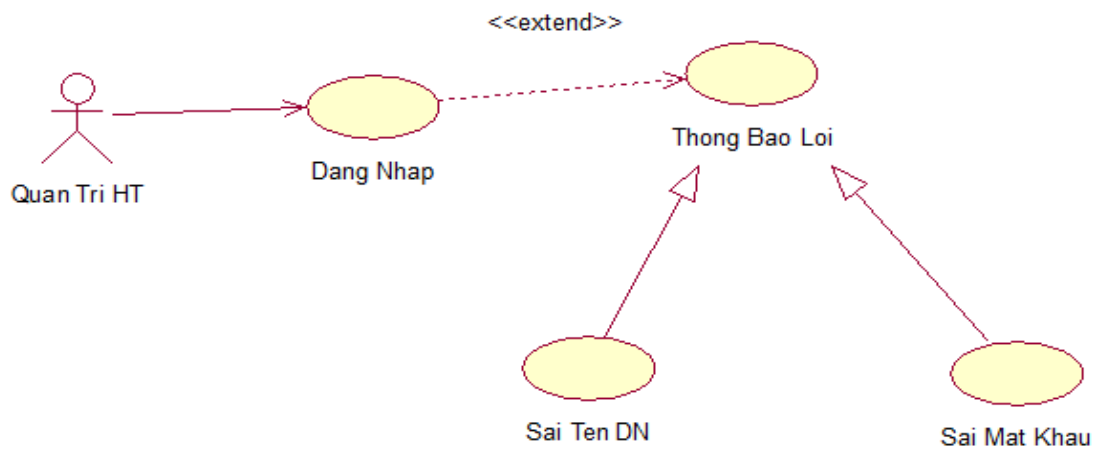 <<extend>>
Thong Bao Loi
Dang Nhap
Quan Tri HT
Sai Ten DN
Sai Mat Khau